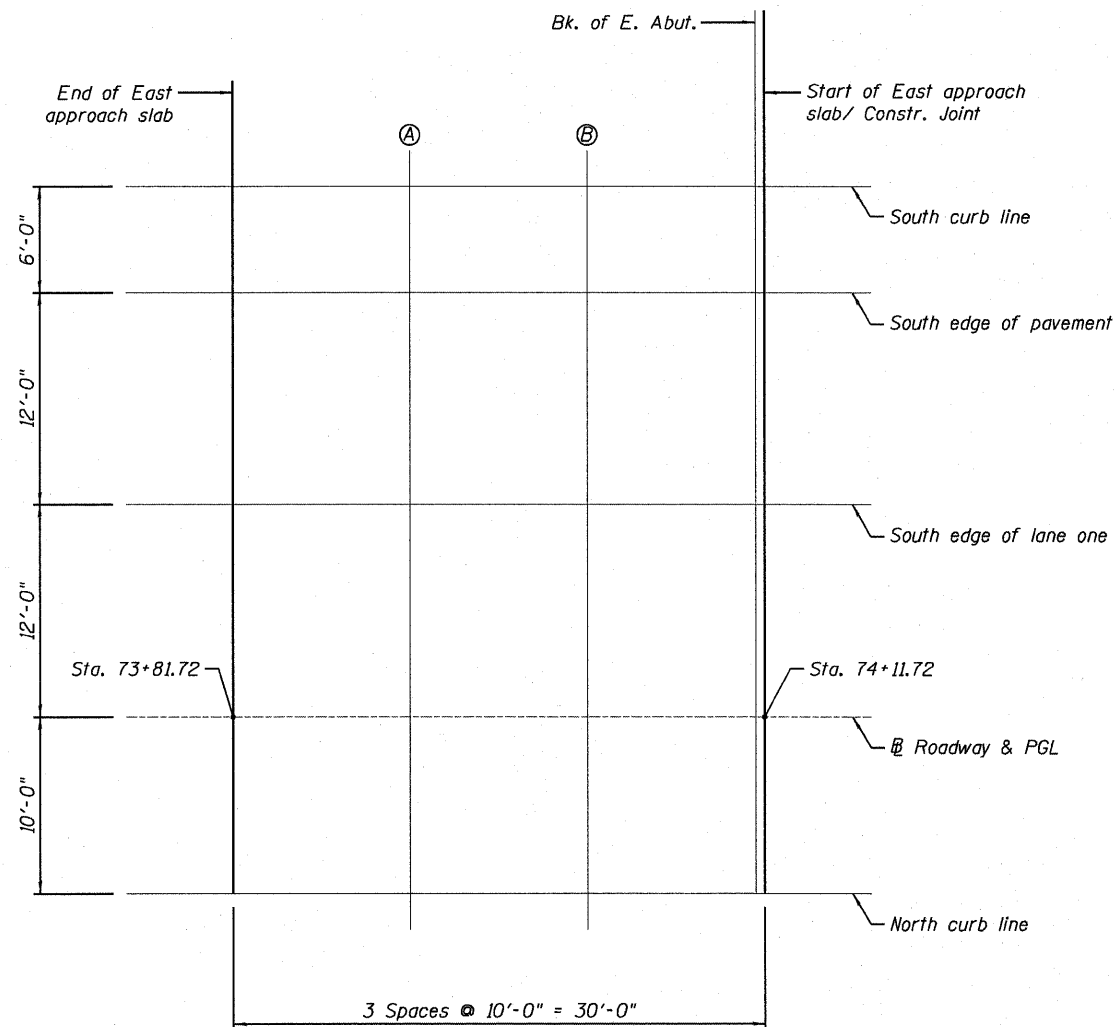 Bk. of E. Abut.
End of East
approach slab
Start of East approach
slab/ Constr. Joint
A
B
South curb line
6'-0"
South edge of pavement
12'-0"
South edge of lane one
12'-0"
Sta. 73+81.72
Sta. 74+11.72
℄ Roadway & PGL
10'-0"
North curb line
3 Spaces @ 10'-0" = 30'-0"